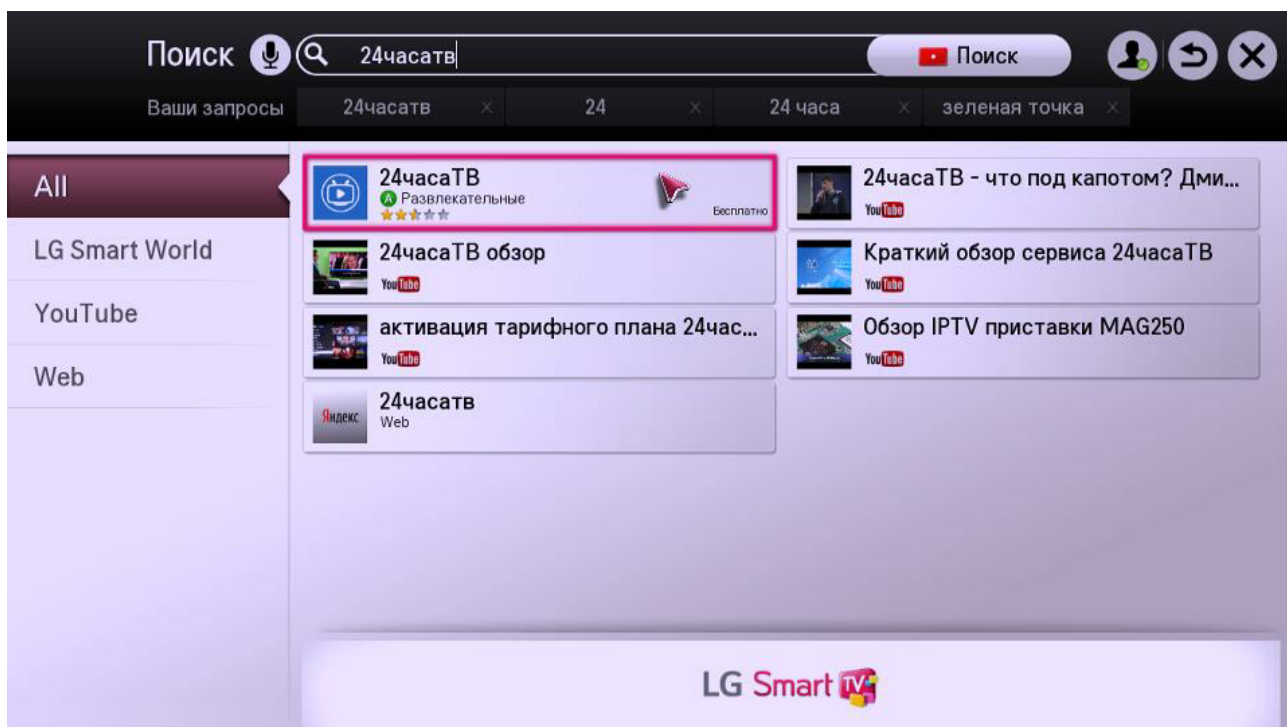 Поиск 24часатв Поиск
Ваши запросы 24часатв 24 24 часа зеленая точка
All
LG Smart World
YouTube
Web
24часаТВ
A Развлекательные
Бесплатно
24часаТВ - что под капотом? Дми...
YouTube
24часаТВ обзор
YouTube
Краткий обзор сервиса 24часаТВ
YouTube
активация тарифного плана 24час...
YouTube
Обзор IPTV приставки MAG250
YouTube
Яндекс
24часатв
Web
LG Smart TV